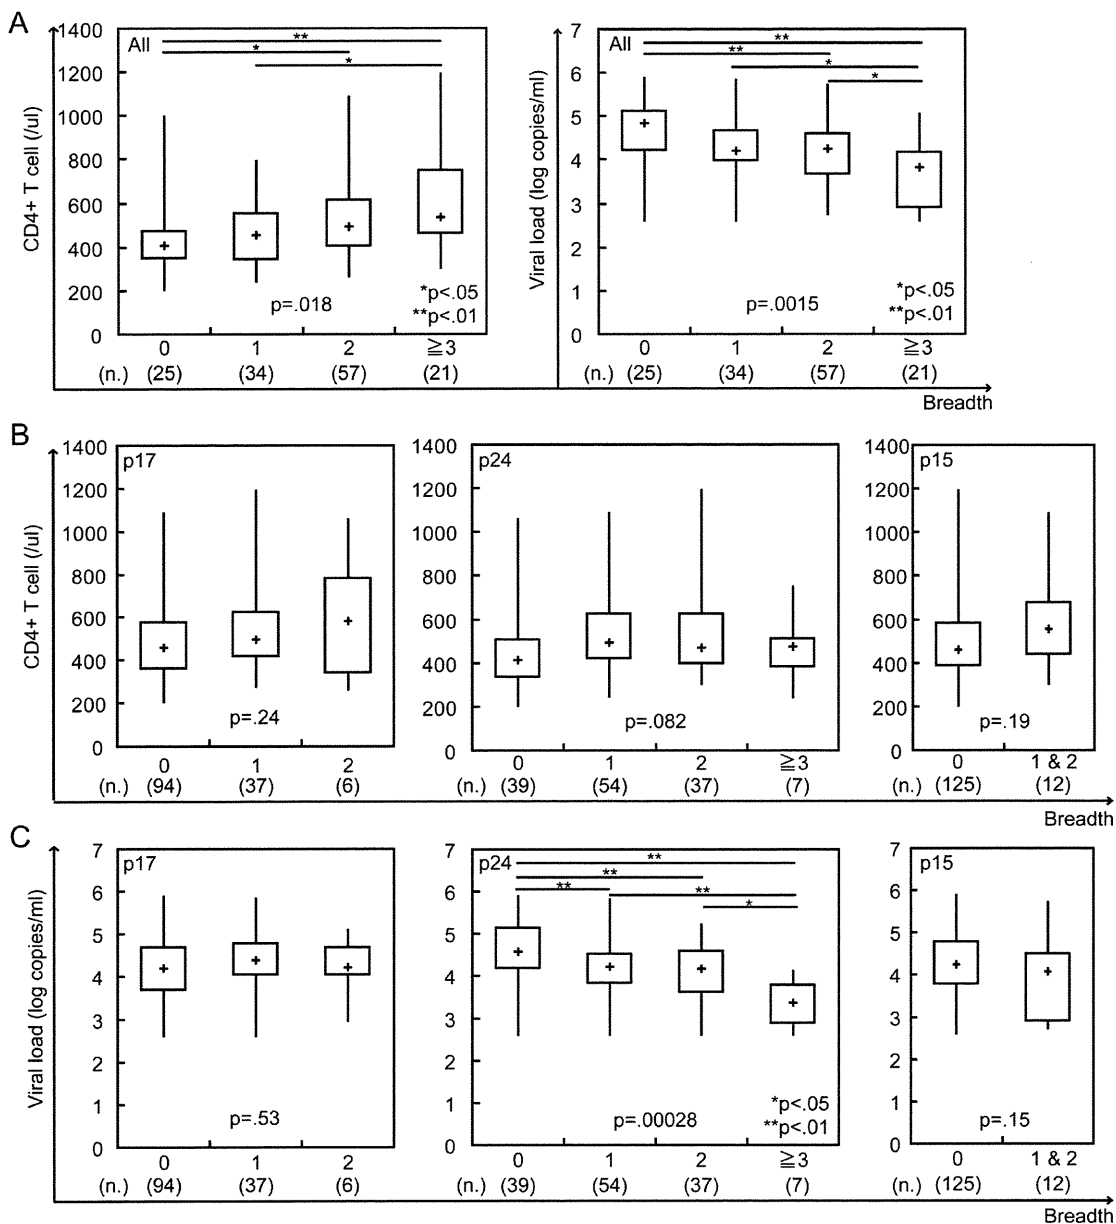 A
CD4+ T cell (/ul)
1400
1200
1000
800
600
400
200
0
All
**
*
*
p=.018
*p<.05
**p<.01
0 1 2 ≧3
(n.) (25) (34) (57) (21)
Viral load (log copies/ml)
7
6
5
4
3
2
1
0
All
**
**
*
*
p=.0015
*p<.05
**p<.01
0 1 2 ≧3
(n.) (25) (34) (57) (21)
Breadth
B
CD4+ T cell (/ul)
1400
1200
1000
800
600
400
200
0
p17
p=.24
0 1 2
(n.) (94) (37) (6)
1400
1200
1000
800
600
400
200
0
p24
p=.082
0 1 2 ≧3
(n.) (39) (54) (37) (7)
1400
1200
1000
800
600
400
200
0
p15
p=.19
0 1 & 2
(n.) (125) (12)
Breadth
C
Viral load (log copies/ml)
7
6
5
4
3
2
1
0
p17
p=.53
0 1 2
(n.) (94) (37) (6)
7
6
5
4
3
2
1
0
p24
**
**
** **
*
p=.00028
*p<.05
**p<.01
0 1 2 ≧3
(n.) (39) (54) (37) (7)
7
6
5
4
3
2
1
0
p15
p=.15
0 1 & 2
(n.) (125) (12)
Breadth